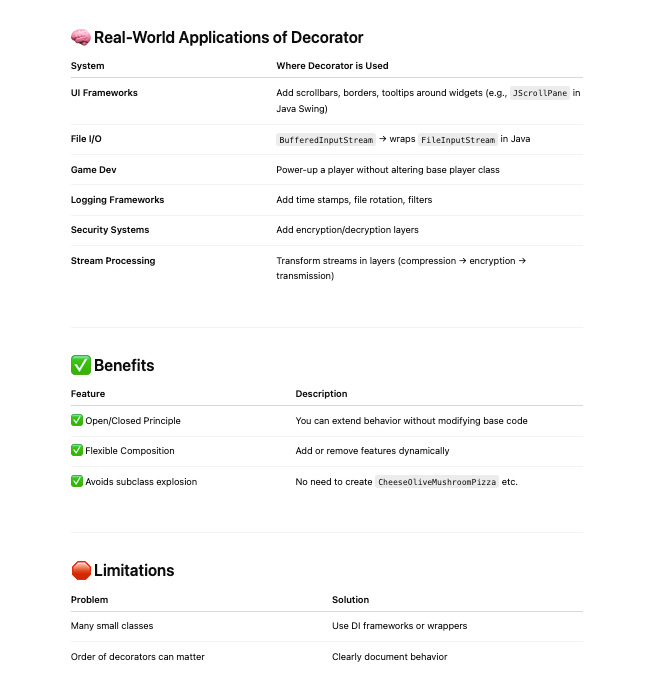 🧠 Real-World Applications of Decorator
System Where Decorator is Used
UI Frameworks Add scrollbars, borders, tooltips around widgets (e.g., JScrollPane in
Java Swing)
File I/O BufferedInputStream → wraps FileInputStream in Java
Game Dev Power-up a player without altering base player class
Logging Frameworks Add time stamps, file rotation, filters
Security Systems Add encryption/decryption layers
Stream Processing Transform streams in layers (compression → encryption →
transmission)
✅ Benefits
Feature Description
✅ Open/Closed Principle You can extend behavior without modifying base code
✅ Flexible Composition Add or remove features dynamically
✅ Avoids subclass explosion No need to create CheeseOliveMushroomPizza etc.
🛑 Limitations
Problem Solution
Many small classes Use DI frameworks or wrappers
Order of decorators can matter Clearly document behavior